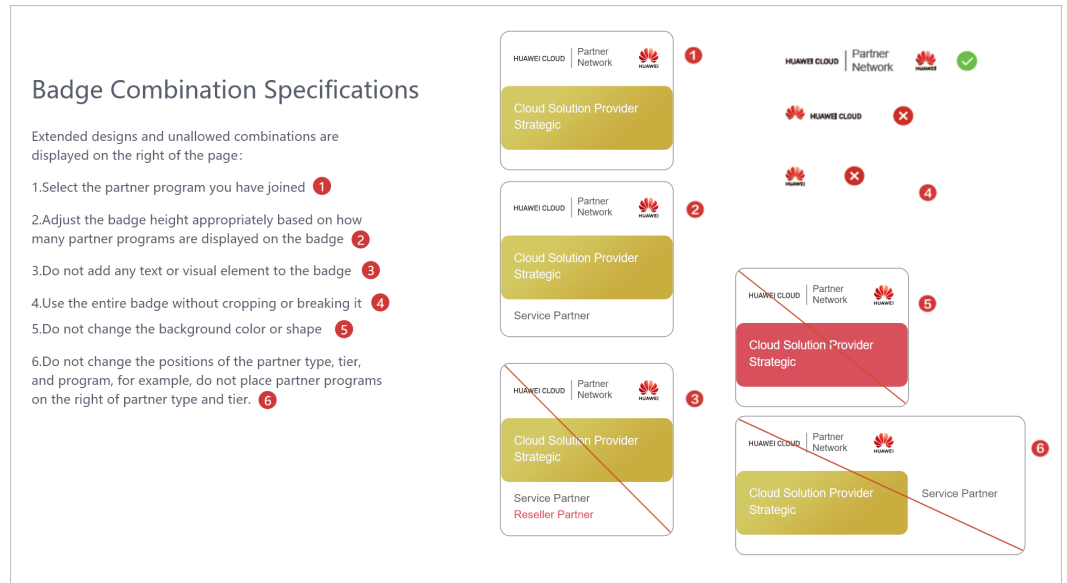 Badge Combination Specifications
Extended designs and unallowed combinations are
displayed on the right of the page:
1.Select the partner program you have joined 1
2.Adjust the badge height appropriately based on how
many partner programs are displayed on the badge 2
3.Do not add any text or visual element to the badge 3
4.Use the entire badge without cropping or breaking it 4
5.Do not change the background color or shape 5
6.Do not change the positions of the partner type, tier,
and program, for example, do not place partner programs
on the right of partner type and tier. 6
HUAWEI CLOUD
Partner
Network
HUAWEI
1
Cloud Solution Provider
Strategic
HUAWEI CLOUD
Partner
Network
HUAWEI
2
Cloud Solution Provider
Strategic
Service Partner
HUAWEI CLOUD
Partner
Network
HUAWEI
3
Cloud Solution Provider
Strategic
Service Partner
Reseller Partner
HUAWEI CLOUD
Partner
Network
HUAWEI
HUAWEI CLOUD
HUAWEI
4
HUAWEI CLOUD
Partner
Network
HUAWEI
5
Cloud Solution Provider
Strategic
HUAWEI CLOUD
Partner
Network
HUAWEI
6
Cloud Solution Provider
Strategic
Service Partner